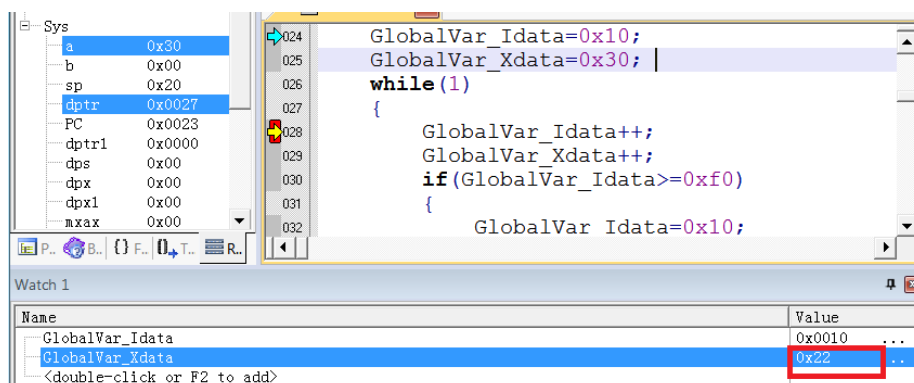 Sys
a 0x30
b 0x00
sp 0x20
dptr 0x0027
PC 0x0023
dptr1 0x0000
dps 0x00
dpx 0x00
dpx1 0x00
mxax 0x00
P.. B.. {} F.. 0 T.. R..
024 GlobalVar_Idata=0x10;
025 GlobalVar_Xdata=0x30;
026 while(1)
027 {
028 GlobalVar_Idata++;
029 GlobalVar_Xdata++;
030 if(GlobalVar_Idata>=0xf0)
031 {
032 GlobalVar_Idata=0x10;
Watch 1
Name Value
GlobalVar_Idata 0x0010 ...
GlobalVar_Xdata 0x22 ...
<double-click or F2 to add>